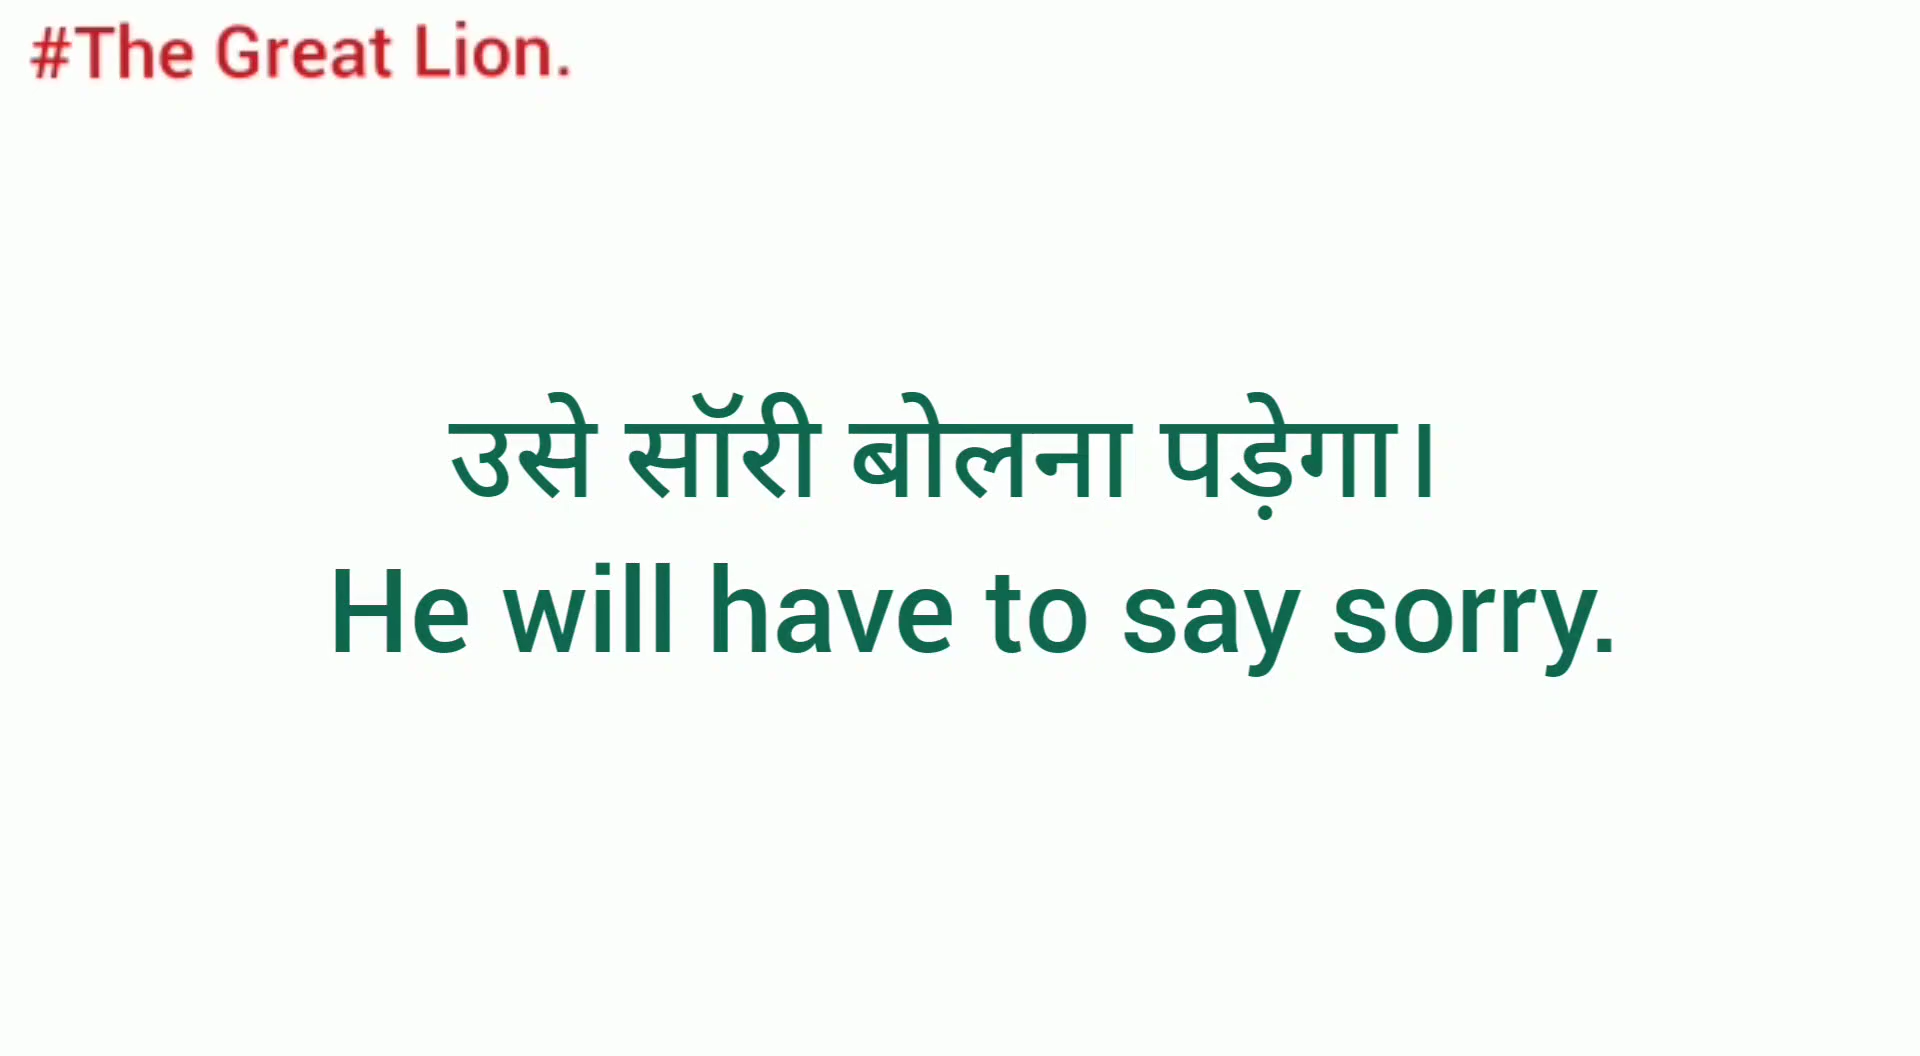 #The Great Lion.
उसे सॉरी बोलना पड़ेगा।
He will have to say sorry.